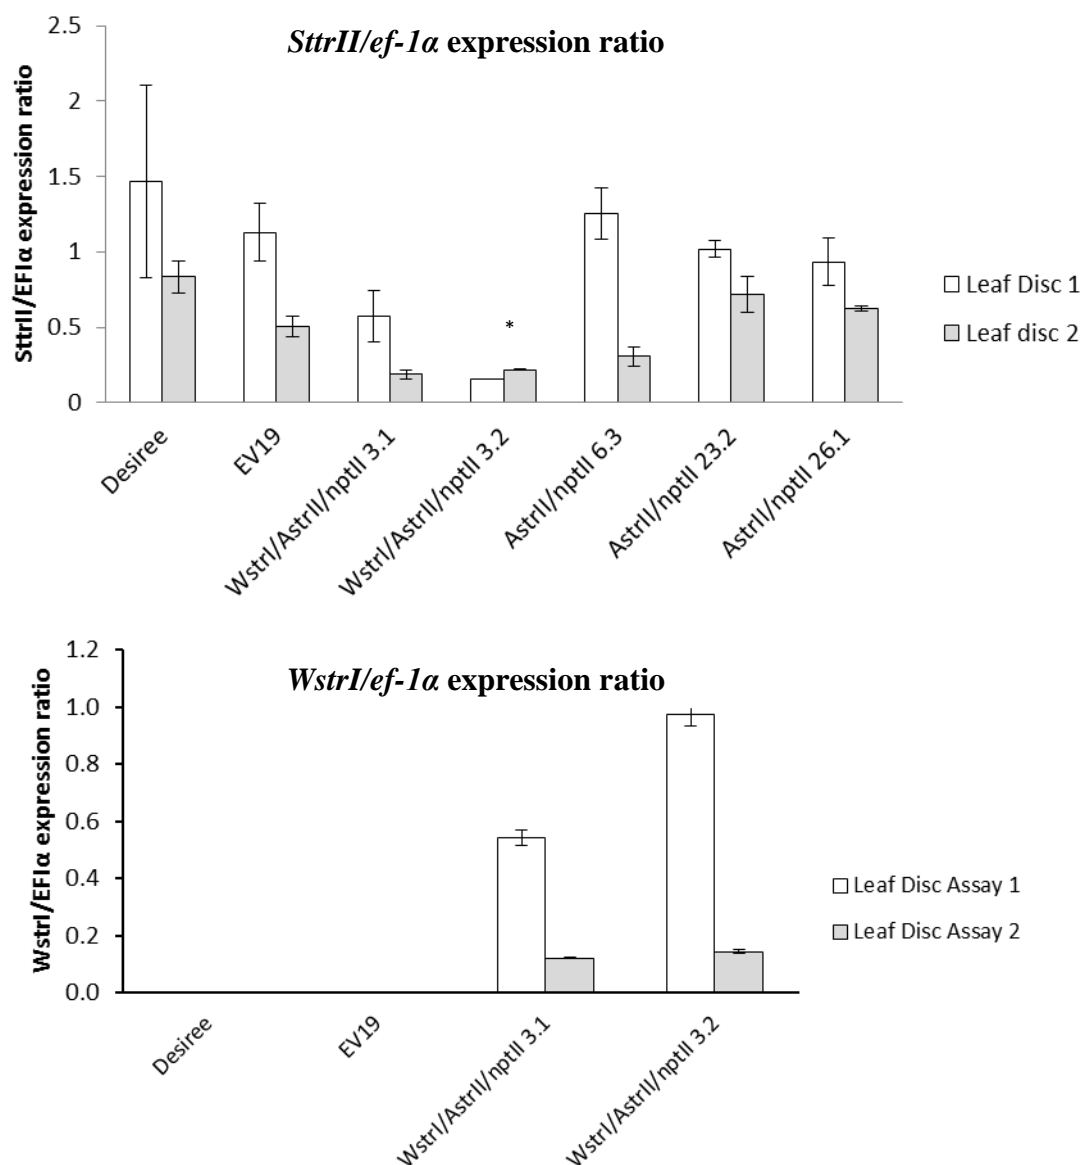 SttrII/ef-1α expression ratio
SttrII/EFIα expression ratio
2.5
2
1.5
1
0.5
0
*
Desiree
EV19
WstrI/AstrII/nptII 3.1
WstrI/AstrII/nptII 3.2
AstrII/nptII 6.3
AstrII/nptII 23.2
AstrII/nptII 26.1
Leaf Disc 1
Leaf disc 2
WstrI/ef-1α expression ratio
WstrI/EFIα expression ratio
1.2
1.0
0.8
0.6
0.4
0.2
0.0
Desiree
EV19
WstrI/AstrII/nptII 3.1
WstrI/AstrII/nptII 3.2
Leaf Disc Assay 1
Leaf Disc Assay 2